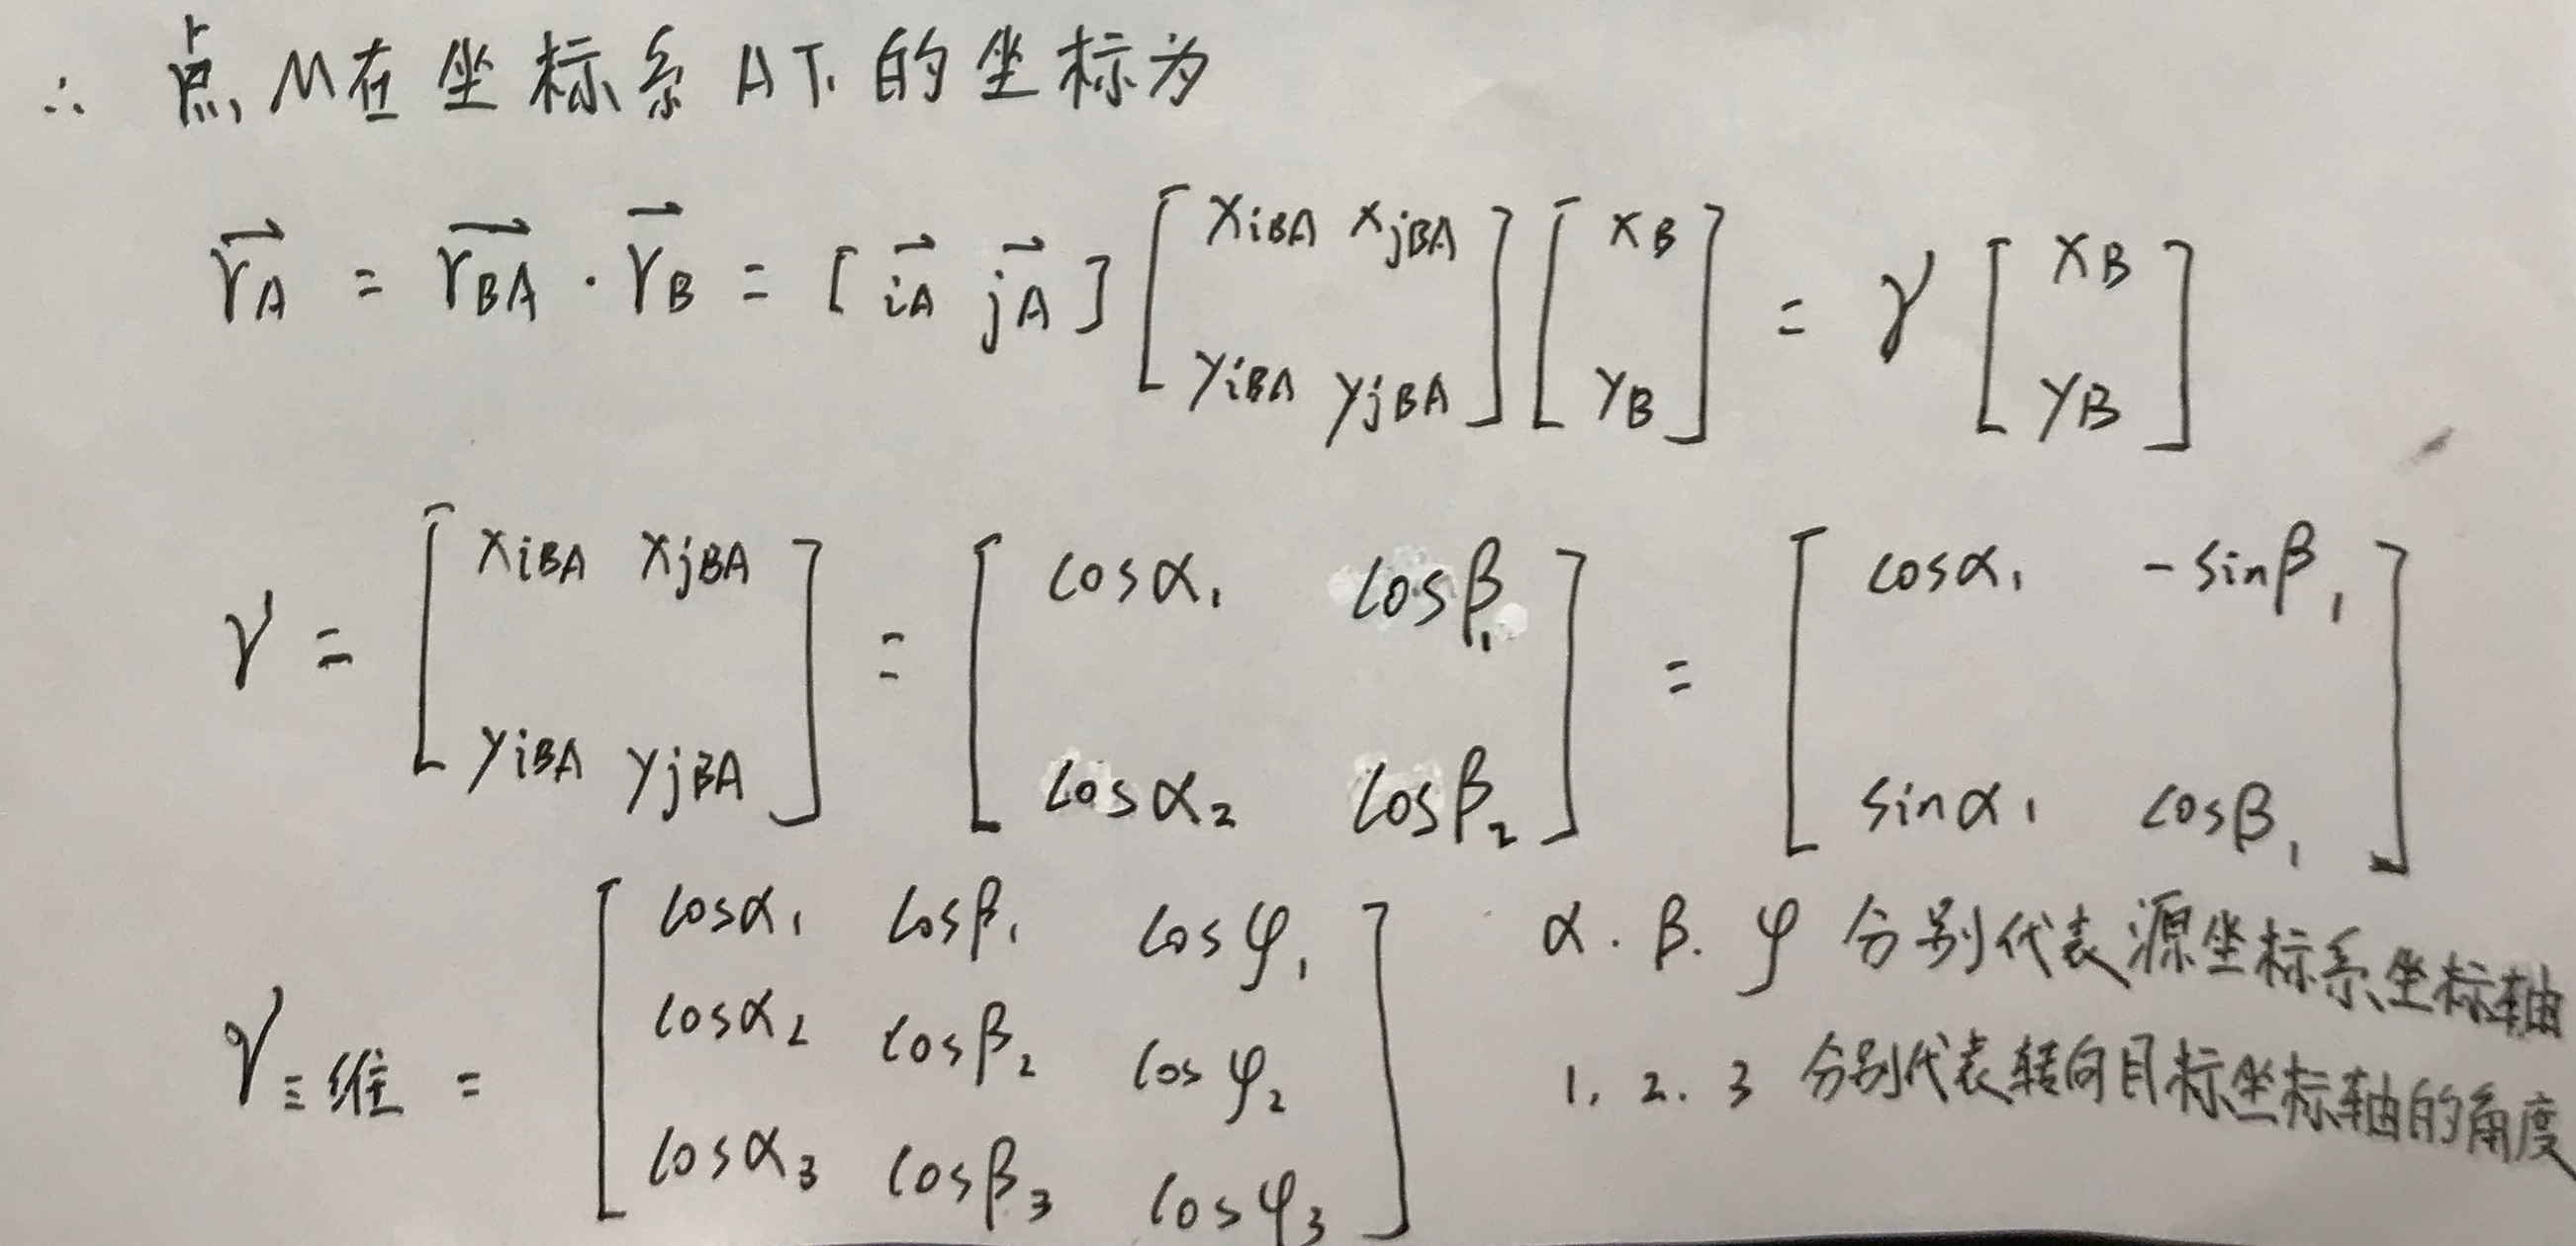 ∴ 点M在坐标系A下的坐标为
$\vec{r_A} = \vec{r_{BA}} \cdot \vec{r_B} = [\vec{i_A}\ \vec{j_A}] \begin{bmatrix} x_{iBA} & x_{jBA} \\ y_{iBA} & y_{jBA} \end{bmatrix} \begin{bmatrix} x_B \\ y_B \end{bmatrix} = \gamma \begin{bmatrix} x_B \\ y_B \end{bmatrix}$
$\gamma = \begin{bmatrix} x_{iBA} & x_{jBA} \\ y_{iBA} & y_{jBA} \end{bmatrix} = \begin{bmatrix} \cos\alpha_1 & \cos\beta_1 \\ \cos\alpha_2 & \cos\beta_2 \end{bmatrix} = \begin{bmatrix} \cos\alpha_1 & -\sin\beta_1 \\ \sin\alpha_1 & \cos\beta_1 \end{bmatrix}$
$\gamma_{三维} = \begin{bmatrix} \cos\alpha_1 & \cos\beta_1 & \cos\varphi_1 \\ \cos\alpha_2 & \cos\beta_2 & \cos\varphi_2 \\ \cos\alpha_3 & \cos\beta_3 & \cos\varphi_3 \end{bmatrix}$
α. β. φ 分别代表源坐标系坐标轴
1. 2. 3 分别代表转向目标坐标轴的角度